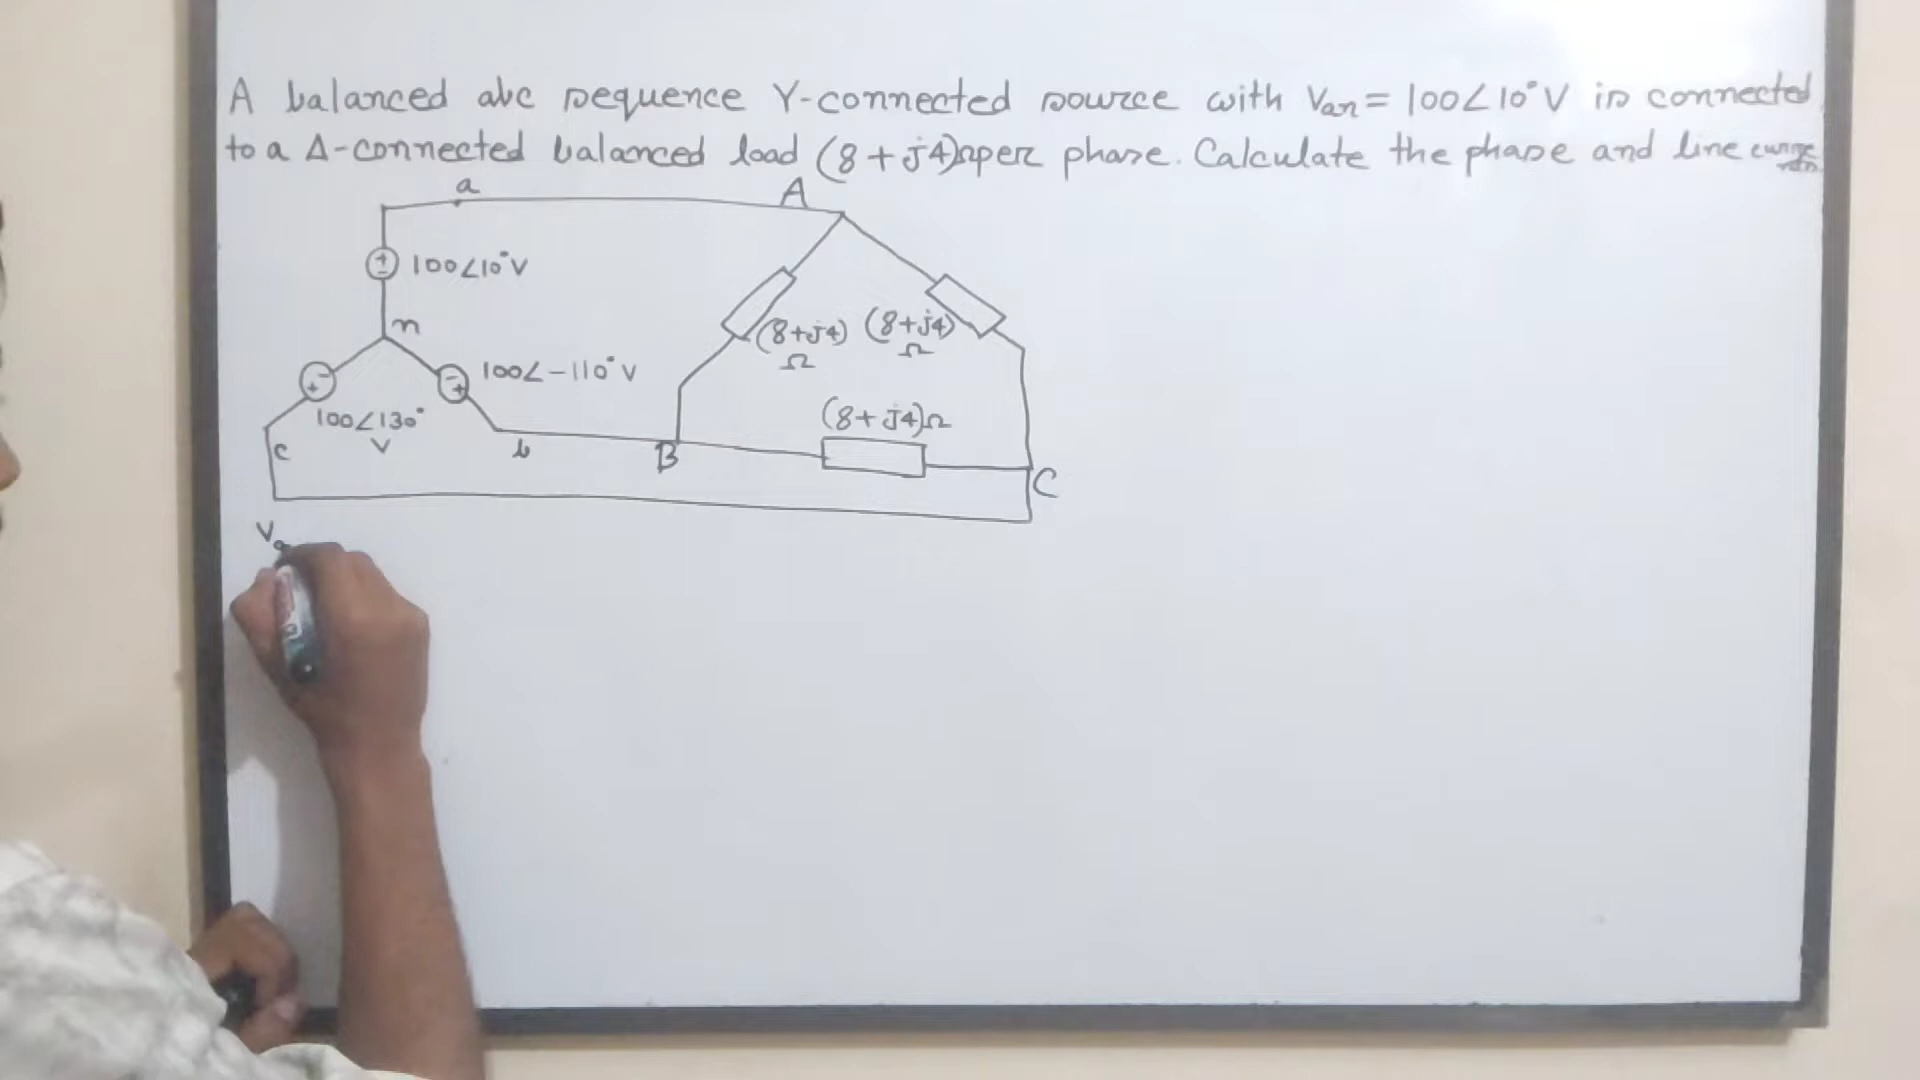 A balanced abc sequence Y-connected source with Van = 100∠10°V is connected
to a Δ-connected balanced load (8+j4)Ω per phase. Calculate the phase and line
a
A
100∠10°V
n
(8+j4)
Ω
(8+j4)
Ω
100∠-110°V
100∠130°
V
(8+j4)Ω
c
b
B
C
Va